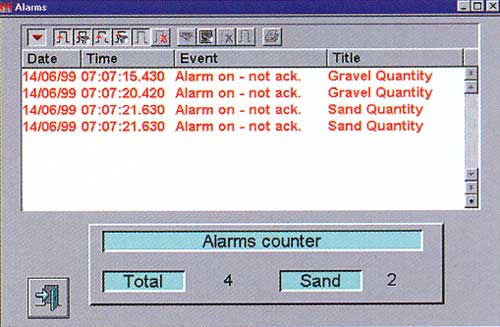 Alarms
Date Time Event Title
14/06/99 07:07:15.430 Alarm on - not ack. Gravel Quantity
14/06/99 07:07:20.420 Alarm on - not ack. Gravel Quantity
14/06/99 07:07:21.630 Alarm on - not ack. Sand Quantity
14/06/99 07:07:21.630 Alarm on - not ack. Sand Quantity
Alarms counter
Total 4 Sand 2